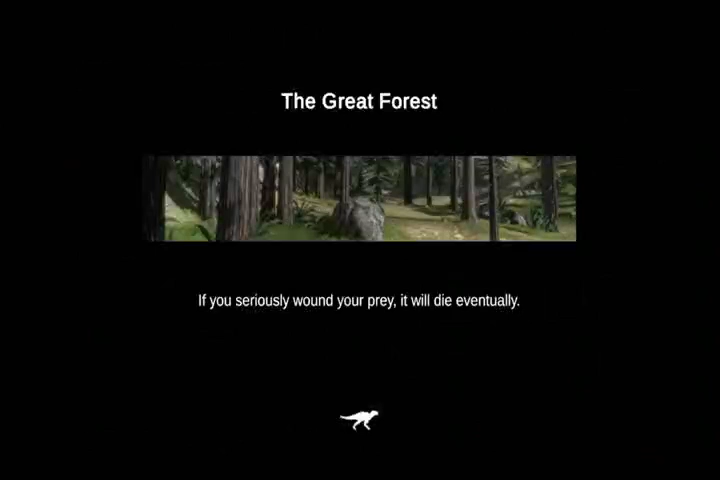 The Great Forest
If you seriously wound your prey, it will die eventually.